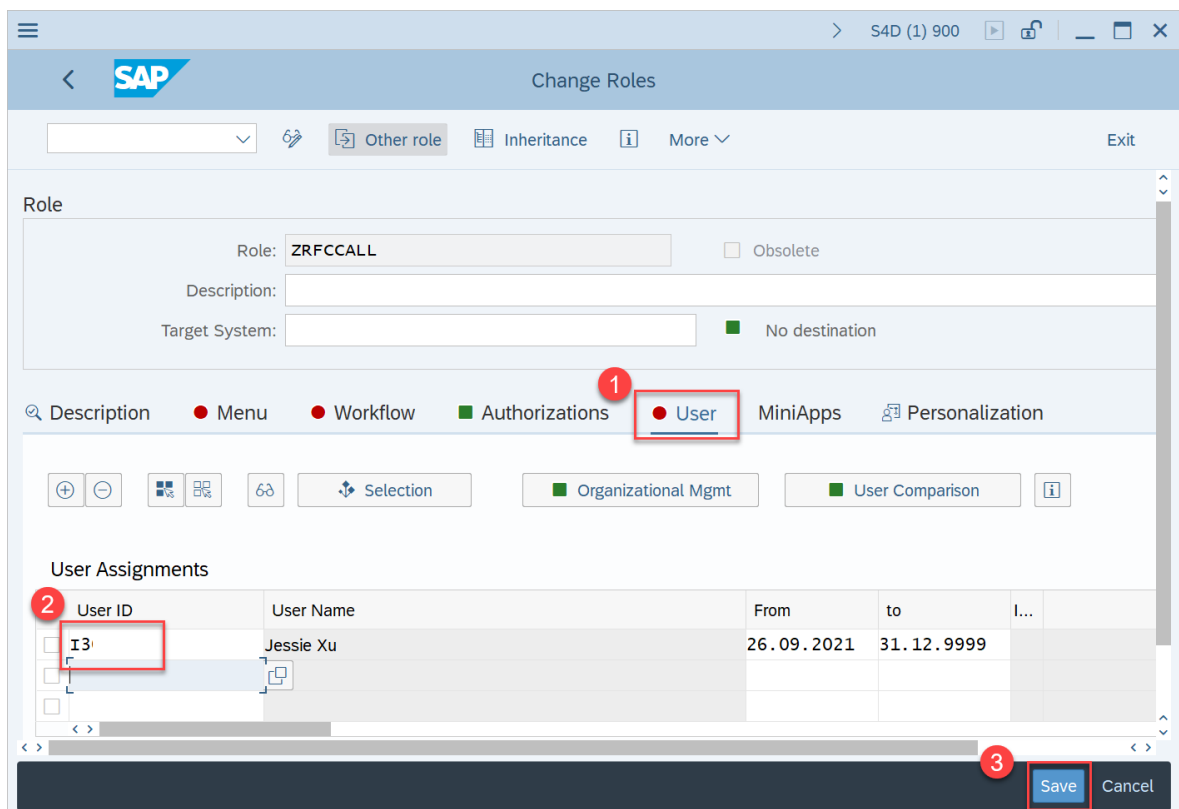 S4D (1) 900
SAP Change Roles
Other role Inheritance More Exit
Role
Role: ZRFCCALL Obsolete
Description:
Target System: No destination
1
Description Menu Workflow Authorizations User MiniApps Personalization
Selection Organizational Mgmt User Comparison
User Assignments
2 User ID User Name From to I...
I3 Jessie Xu 26.09.2021 31.12.9999
3
Save Cancel